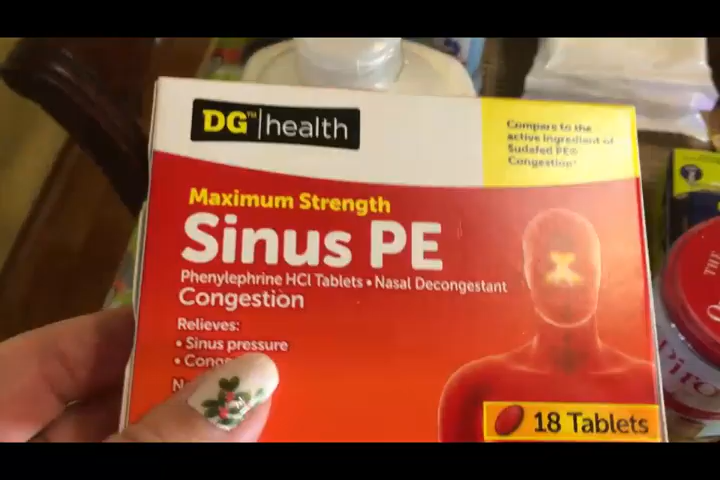 DG™ health
Compare to the
active ingredient of
Sudafed PE®
Congestion*
Maximum Strength
Sinus PE
Phenylephrine HCl Tablets • Nasal Decongestant
Congestion
Relieves:
• Sinus pressure
18 Tablets
THE